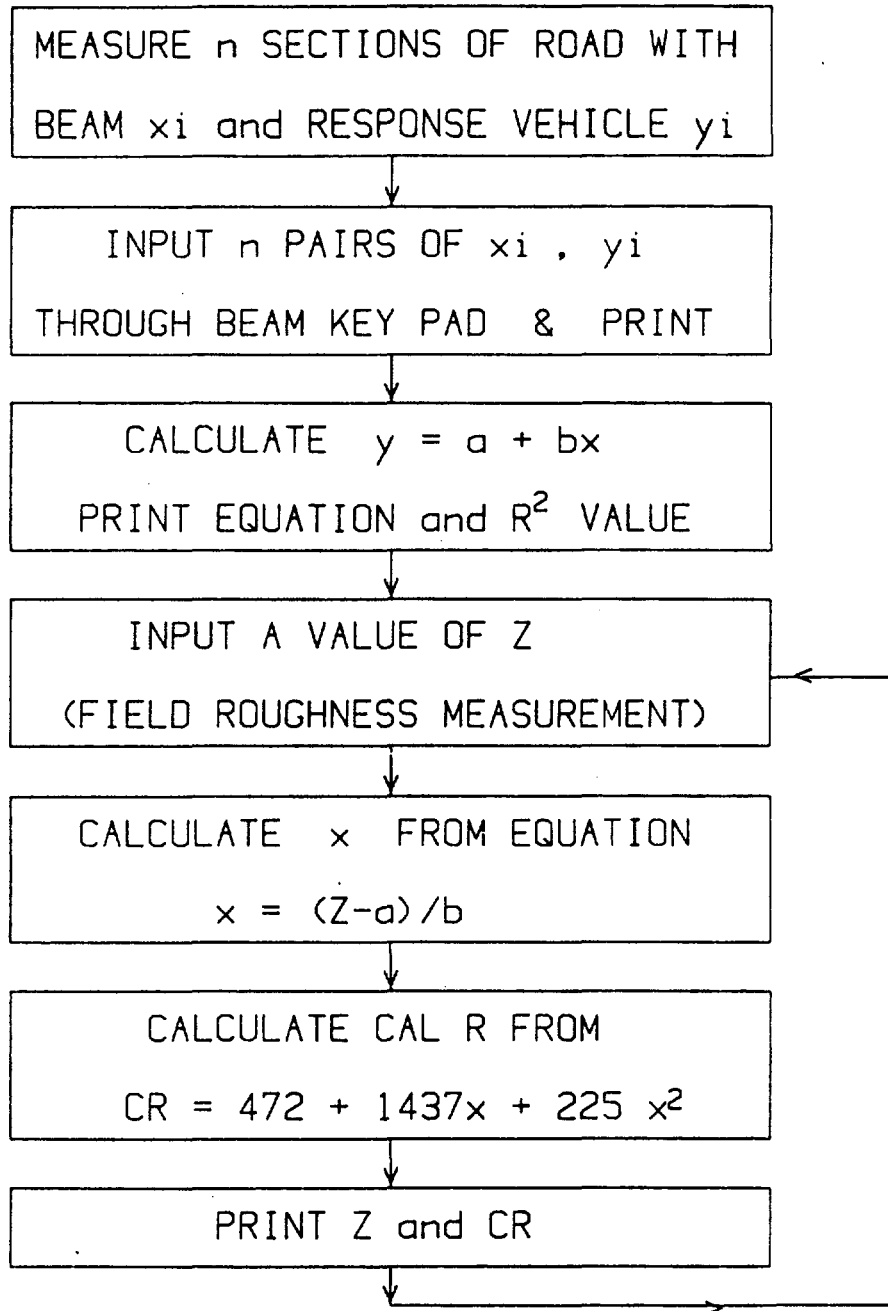 MEASURE n SECTIONS OF ROAD WITH
BEAM xi and RESPONSE VEHICLE yi
INPUT n PAIRS OF xi , yi
THROUGH BEAM KEY PAD & PRINT
CALCULATE y = a + bx
PRINT EQUATION and R² VALUE
INPUT A VALUE OF Z
(FIELD ROUGHNESS MEASUREMENT)
CALCULATE x FROM EQUATION
x = (Z-a)/b
CALCULATE CAL R FROM
CR = 472 + 1437x + 225 x²
PRINT Z and CR